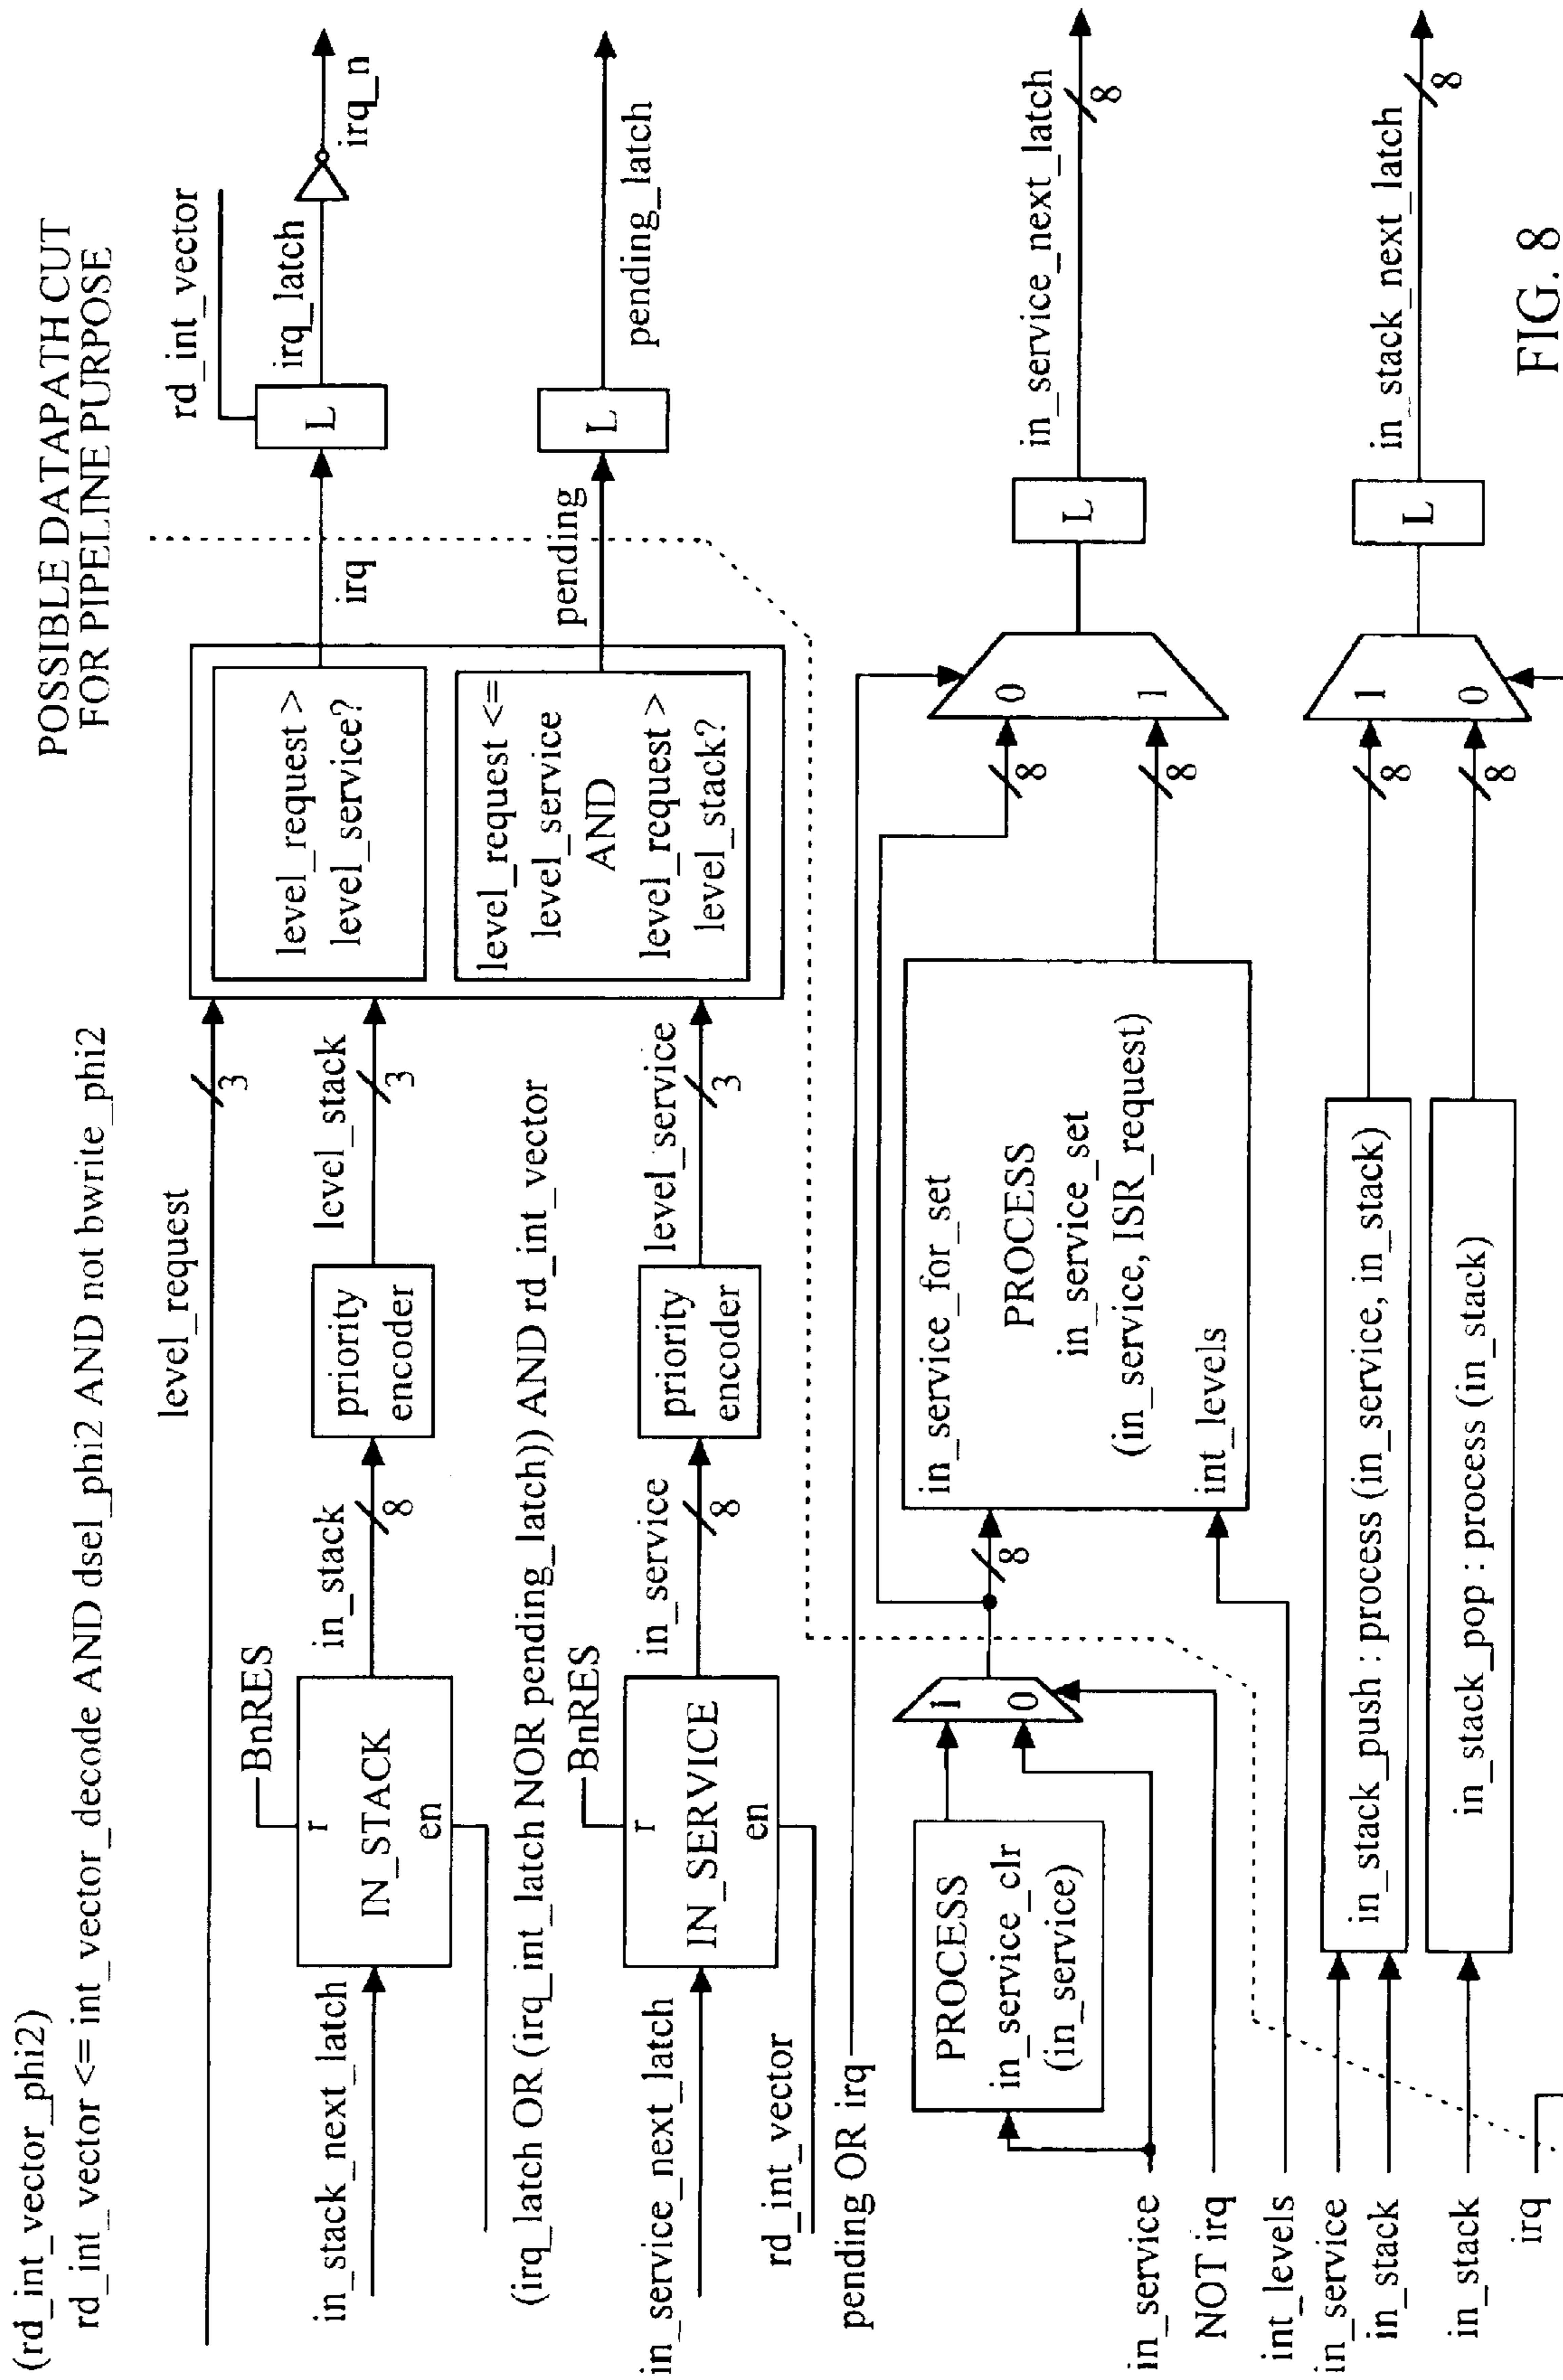 (rd_int_vector_phi2)
rd_int_vector <= int_vector_decode AND dsel_phi2 AND not bwrite_phi2
POSSIBLE DATAPATH CUT
FOR PIPELINE PURPOSE
level_request
3
rd_int_vector
in_stack_next_latch
BnRES
r
IN_STACK
en
in_stack
8
priority
encoder
level_stack
3
level_request >
level_service?
irq
L
irq_latch
irq_n
(irq_latch OR (irq_int_latch NOR pending_latch)) AND rd_int_vector
in_service_next_latch
rd_int_vector
BnRES
r
IN_SERVICE
en
in_service
8
priority
encoder
level_service
3
level_request <=
level_service
AND
level_request >
level_stack?
pending
L
pending_latch
pending OR irq
PROCESS
in_service_clr
(in_service)
1
0
8
in_service_for_set
PROCESS
in_service_set
(in_service, ISR_request)
int_levels
8
8
0
1
L
in_service_next_latch
8
in_service
NOT irq
int_levels
in_service
in_stack
in_stack
irq
in_stack_push : process (in_service, in_stack)
in_stack_pop : process (in_stack)
8
8
1
0
L
in_stack_next_latch
8
FIG. 8